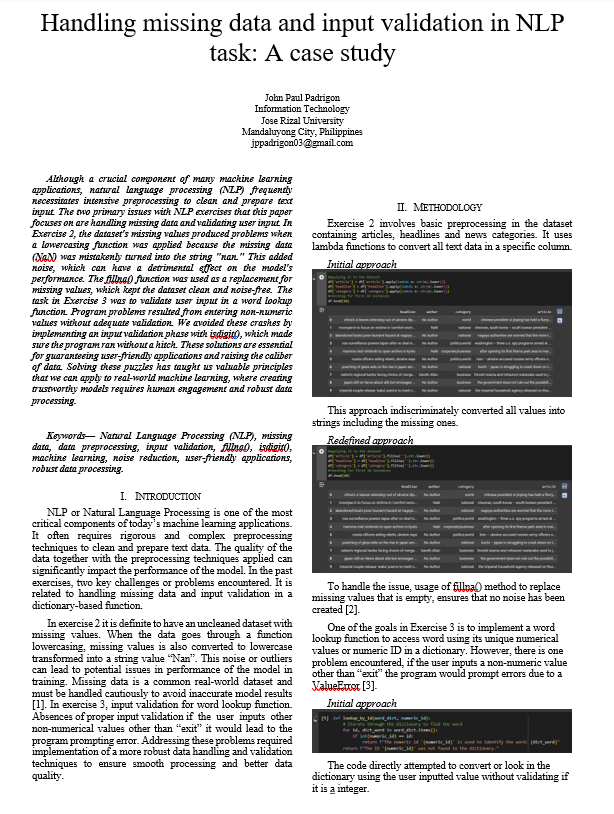 Handling missing data and input validation in NLP
task: A case study
John Paul Padrigon
Information Technology
Jose Rizal University
Mandaluyong City, Philippines
jppadrigon03@gmail.com
Although a crucial component of many machine learning
applications, natural language processing (NLP) frequently
necessitates intensive preprocessing to clean and prepare text
input. The two primary issues with NLP exercises that this paper
focuses on are handling missing data and validating user input. In
Exercise 2, the dataset's missing values produced problems when
a lowercasing function was applied because the missing data
(NaN) was mistakenly turned into the string "nan." This added
noise, which can have a detrimental effect on the model's
performance. The fillna() function was used as a replacement for
missing values, which kept the dataset clean and noise-free. The
task in Exercise 3 was to validate user input in a word lookup
function. Program problems resulted from entering non-numeric
values without adequate validation. We avoided these crashes by
implementing an input validation phase with isdigit(), which made
sure the program ran without a hitch. These solutions are essential
for guaranteeing user-friendly applications and raising the caliber
of data. Solving these puzzles has taught us valuable principles
that we can apply to real-world machine learning, where creating
trustworthy models requires human engagement and robust data
processing.
Keywords— Natural Language Processing (NLP), missing
data, data preprocessing, input validation, fillna(), isdigit(),
machine learning, noise reduction, user-friendly applications,
robust data processing.
I. INTRODUCTION
NLP or Natural Language Processing is one of the most
critical components of today's machine learning applications.
It often requires rigorous and complex preprocessing
techniques to clean and prepare text data. The quality of the
data together with the preprocessing techniques applied can
significantly impact the performance of the model. In the past
exercises, two key challenges or problems encountered. It is
related to handling missing data and input validation in a
dictionary-based function.
In exercise 2 it is definite to have an uncleaned dataset with
missing values. When the data goes through a function
lowercasing, missing values is also converted to lowercase
transformed into a string value “Nan”. This noise or outliers
can lead to potential issues in performance of the model in
training. Missing data is a common real-world dataset and
must be handled cautiously to avoid inaccurate model results
[1]. In exercise 3, input validation for word lookup function.
Absences of proper input validation if the user inputs other
non-numerical values other than “exit” it would lead to the
program prompting error. Addressing these problems required
implementation of a more robust data handling and validation
techniques to ensure smooth processing and better data
quality.
II. METHODOLOGY
Exercise 2 involves basic preprocessing in the dataset
containing articles, headlines and news categories. It uses
lambda functions to convert all text data in a specific column.
Initial approach
headline author category article
This approach indiscriminately converted all values into
strings including the missing ones.
Redefined approach
headline author category article
To handle the issue, usage of fillna() method to replace
missing values that is empty, ensures that no noise has been
created [2].
One of the goals in Exercise 3 is to implement a word
lookup function to access word using its unique numerical
values or numeric ID in a dictionary. However, there is one
problem encountered, if the user inputs a non-numeric value
other than “exit” the program would prompt errors due to a
ValueError [3].
Initial approach
[5] def lookup_by_id(word_dict, numeric_id):
# Iterate through the dictionary to find the word
for id, dict_word in word_dict.items():
if int(numeric_id) == id:
return f"The numeric id '{numeric_id}' is used to identify the word: {dict_word}"
return f"The ID '{numeric_id}' was not found in the dictionary."
The code directly attempted to convert or look in the
dictionary using the user inputted value without validating if
it is a integer.